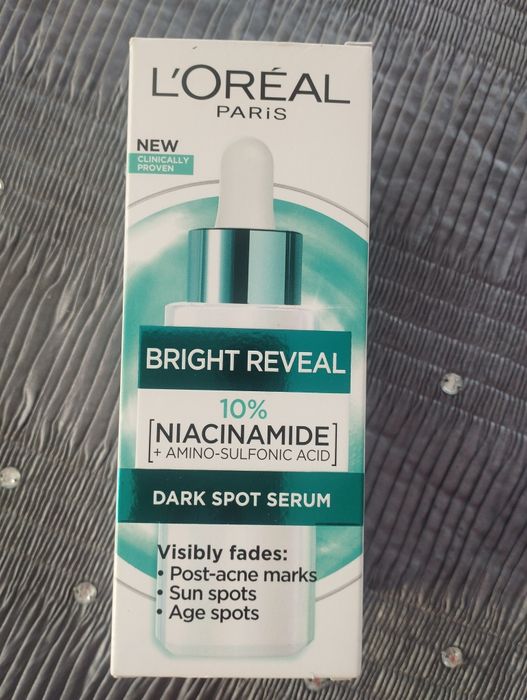 L'ORÉAL
PARiS
NEW
CLINICALLY
PROVEN
BRIGHT REVEAL
10%
[NIACINAMIDE
+ AMINO-SULFONIC ACID]
DARK SPOT SERUM
Visibly fades:
• Post-acne marks
• Sun spots
• Age spots